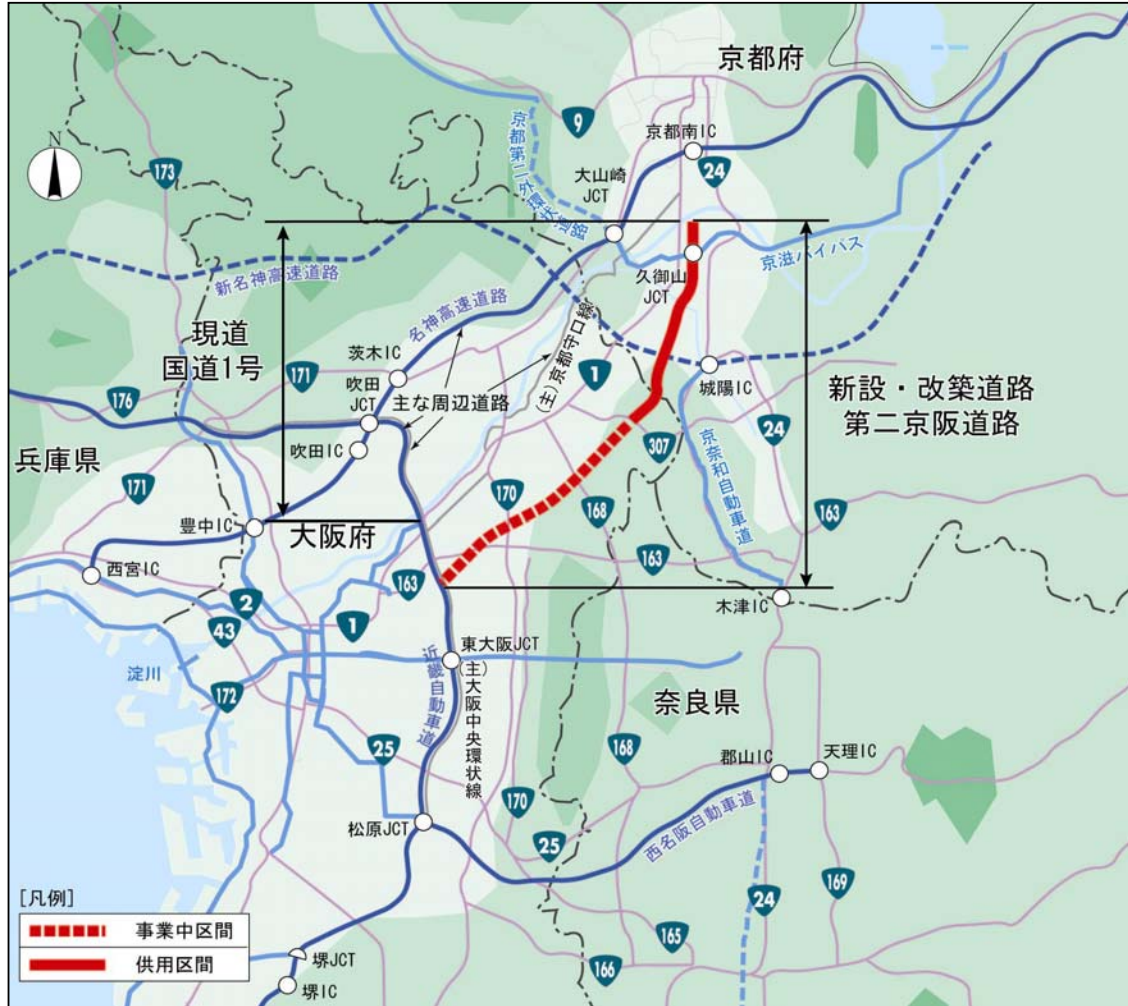 京都府
9
京都南IC
N
大山崎
JCT
24
173
京都第二外環状道路
京滋バイパス
久御山
JCT
新名神高速道路
名神高速道路
現道
国道1号
茨木IC
(主)京都守口線
1
城陽IC
171
吹田
JCT
主な周辺道路
新設・改築道路
第二京阪道路
176
24
吹田IC
307
京奈和自動車道
兵庫県
171
170
168
163
豊中IC
大阪府
163
西宮IC
163
木津IC
2
43
1
東大阪JCT
淀川
172
近畿自動車道
(主)大阪中央環状線
奈良県
25
168
郡山IC
天理IC
170
松原JCT
25
西名阪自動車道
169
24
[凡例]
事業中区間
165
供用区間
堺JCT
166
堺IC